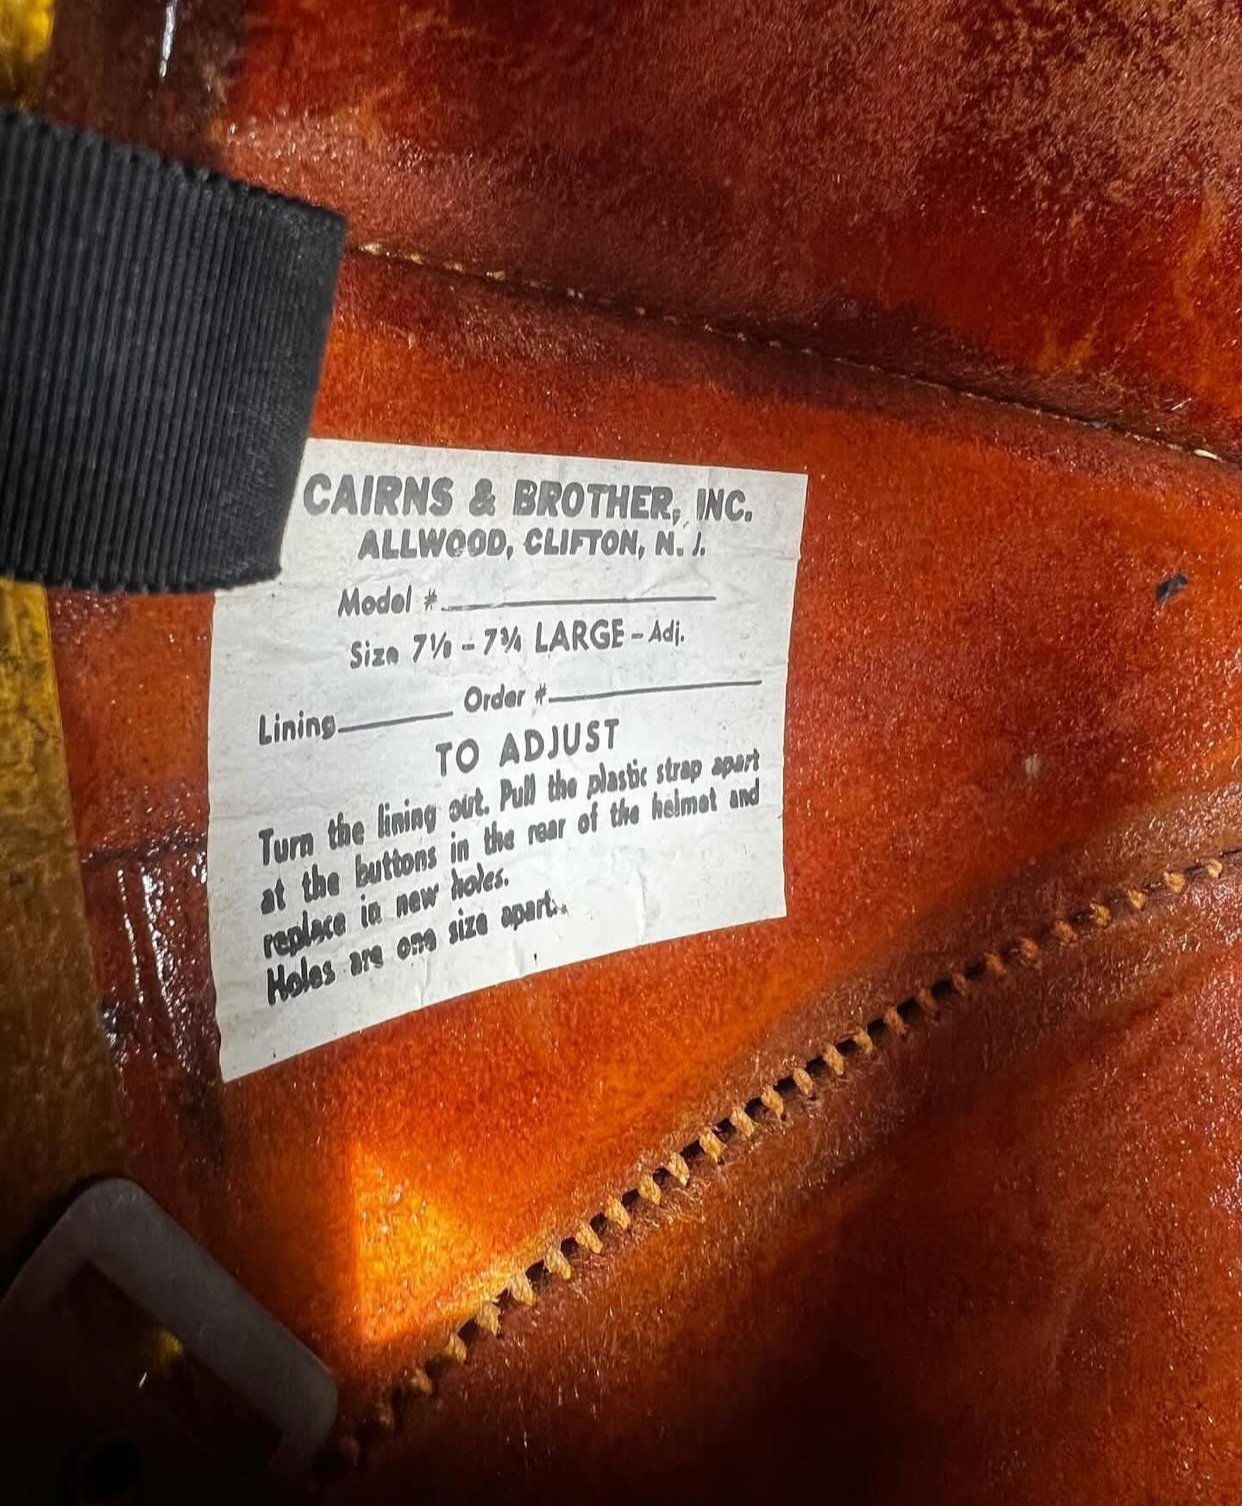 CAIRNS & BROTHER, INC.
ALLWOOD, CLIFTON, N. J.
Model #
Size 7⅛ - 7¾ LARGE - Adj.
Lining Order #
TO ADJUST
Turn the lining out. Pull the plastic strap apart
at the buttons in the rear of the helmet and
replace in new holes.
Holes are one size apart.